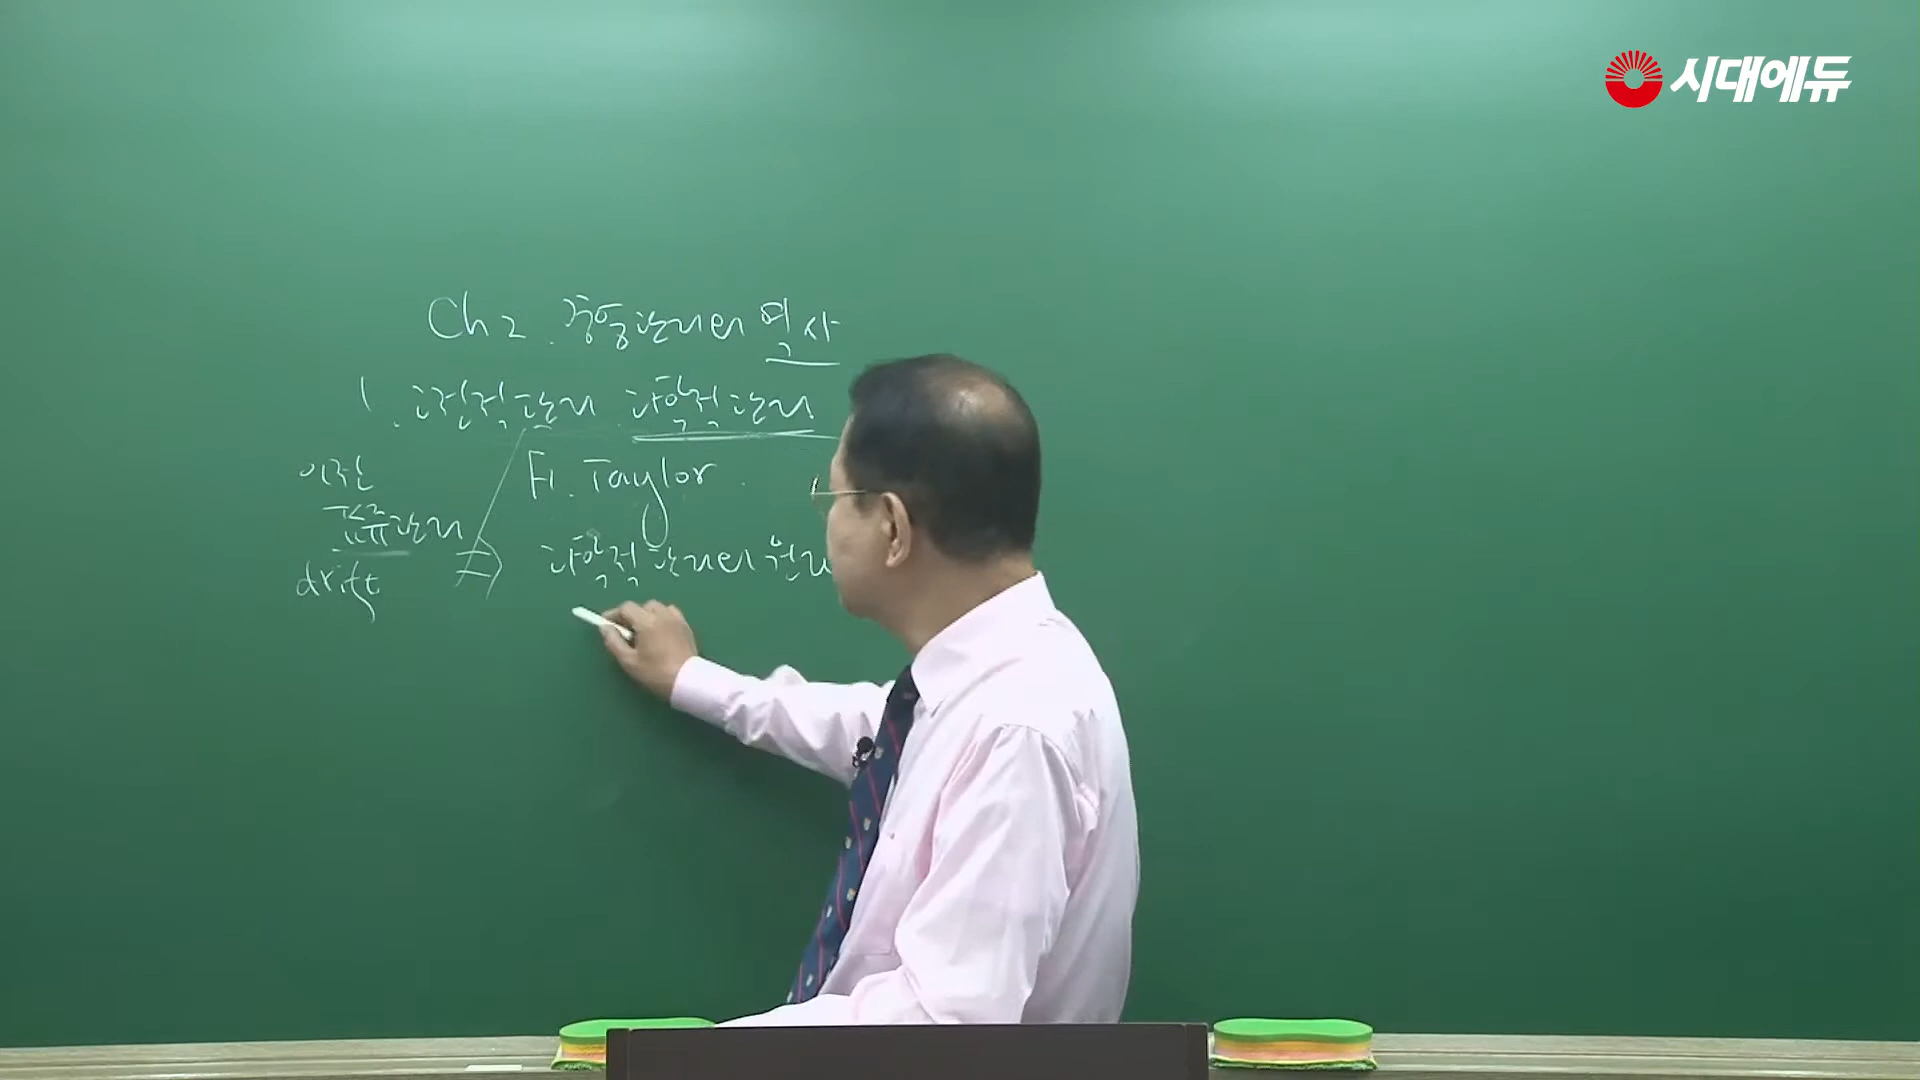 시대에듀
Ch 2. 경영관리의 역사
1. 고전적 관리 과학적 관리
이전
표류관리
drift
F. Taylor
과학적 관리의 원리